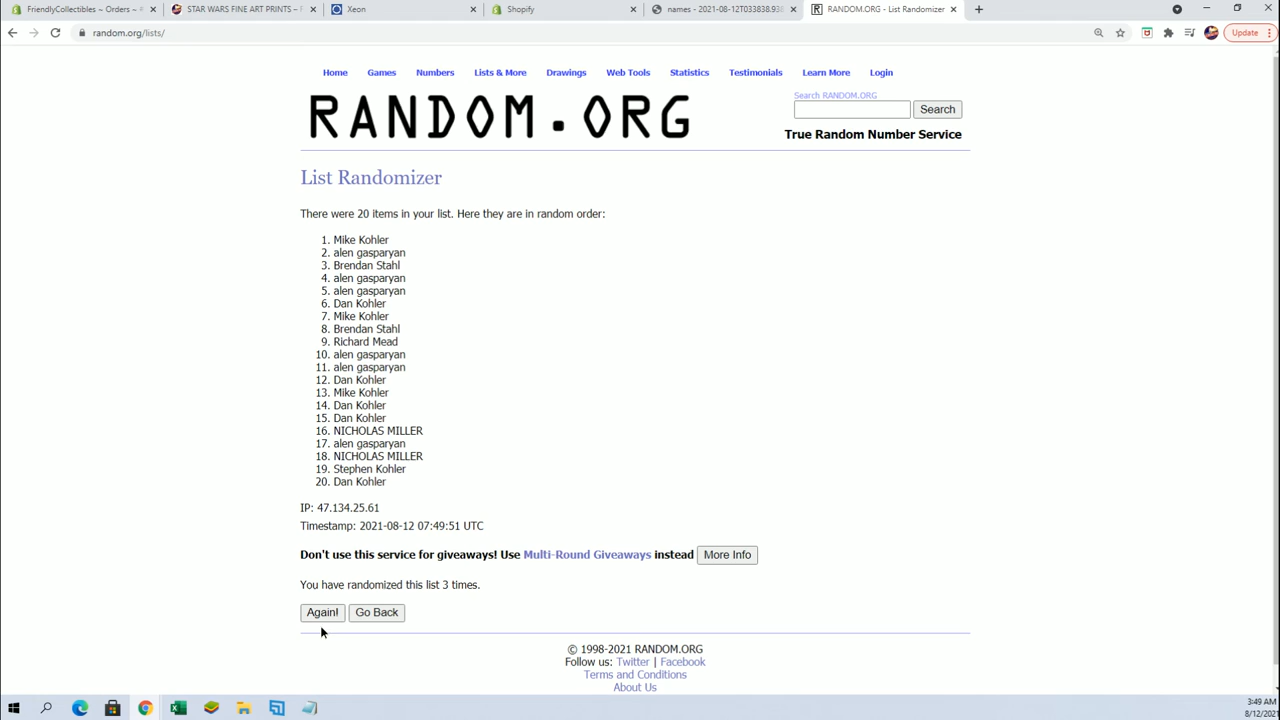 FriendlyCollectibles ~ Orders ~
STAR WARS FINE ART PRINTS –
Xeon
Shopify
names - 2021-08-12T033838.93
RANDOM.ORG - List Randomizer
random.org/lists/
Update
Home Games Numbers Lists & More Drawings Web Tools Statistics Testimonials Learn More Login
RANDOM.ORG
Search RANDOM.ORG
Search
True Random Number Service
List Randomizer
There were 20 items in your list. Here they are in random order:
1. Mike Kohler
2. alen gasparyan
3. Brendan Stahl
4. alen gasparyan
5. alen gasparyan
6. Dan Kohler
7. Mike Kohler
8. Brendan Stahl
9. Richard Mead
10. alen gasparyan
11. alen gasparyan
12. Dan Kohler
13. Mike Kohler
14. Dan Kohler
15. Dan Kohler
16. NICHOLAS MILLER
17. alen gasparyan
18. NICHOLAS MILLER
19. Stephen Kohler
20. Dan Kohler
IP: 47.134.25.61
Timestamp: 2021-08-12 07:49:51 UTC
Don't use this service for giveaways! Use Multi-Round Giveaways instead More Info
You have randomized this list 3 times.
Again! Go Back
© 1998-2021 RANDOM.ORG
Follow us: Twitter | Facebook
Terms and Conditions
About Us
3:49 AM
8/12/2021